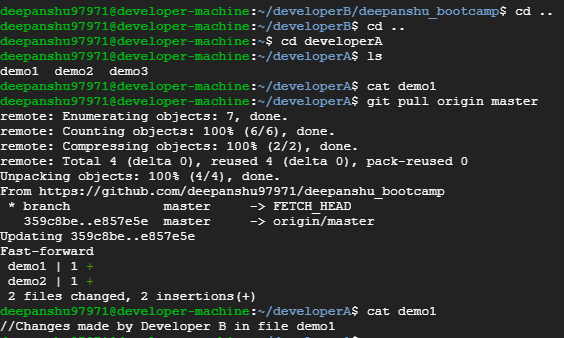 deepanshu97971@developer-machine:~/developerB/deepanshu_bootcamp$ cd ..
deepanshu97971@developer-machine:~/developerB$ cd ..
deepanshu97971@developer-machine:~$ cd developerA
deepanshu97971@developer-machine:~/developerA$ ls
demo1  demo2  demo3
deepanshu97971@developer-machine:~/developerA$ cat demo1
deepanshu97971@developer-machine:~/developerA$ git pull origin master
remote: Enumerating objects: 7, done.
remote: Counting objects: 100% (6/6), done.
remote: Compressing objects: 100% (2/2), done.
remote: Total 4 (delta 0), reused 4 (delta 0), pack-reused 0
Unpacking objects: 100% (4/4), done.
From https://github.com/deepanshu97971/deepanshu_bootcamp
 * branch            master     -> FETCH_HEAD
   359c8be..e857e5e  master     -> origin/master
Updating 359c8be..e857e5e
Fast-forward
 demo1 | 1 +
 demo2 | 1 +
 2 files changed, 2 insertions(+)
deepanshu97971@developer-machine:~/developerA$ cat demo1
//Changes made by Developer B in file demo1